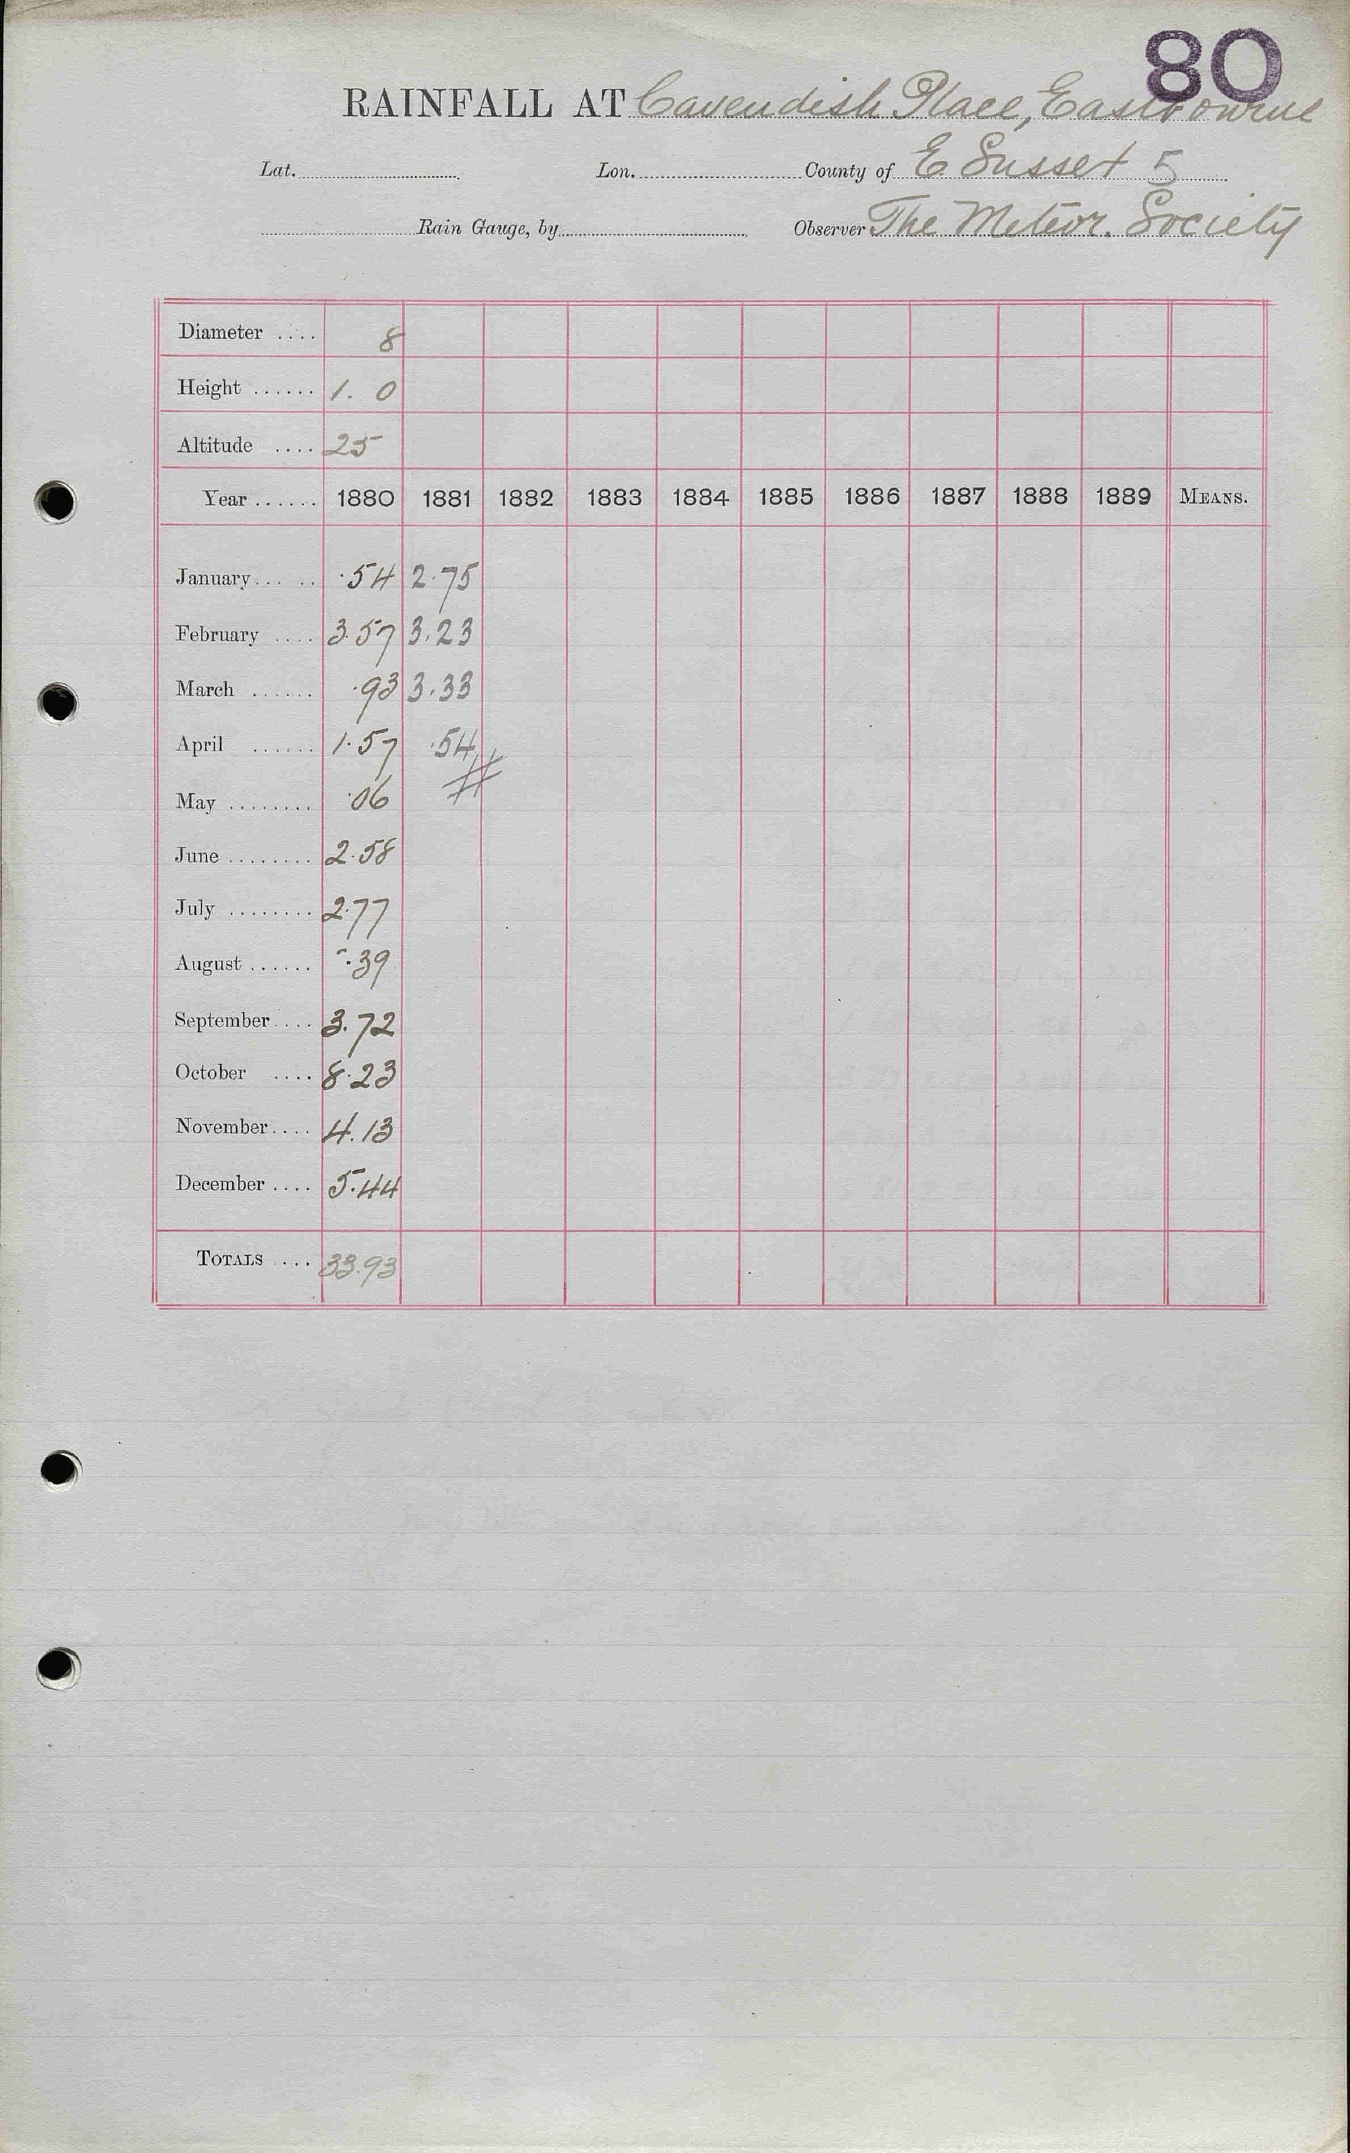 80
RAINFALL AT Cavendish Place, Eastbourne
Lat. Lon. County of E Sussex 5
Rain Gauge, by Observer The Meteor. Society
Diameter .... 8
Height ...... 1. 0
Altitude .... 25
Year ...... 1880 1881 1882 1883 1884 1885 1886 1887 1888 1889 MEANS.
January ... .. .54 2.75
February .... 3.57 3.23
March ...... .93 3.33
April ...... 1.57 .54
May ........ .06
June ........ 2.58
July ........ 2.77
August ...... .39
September .... 3.72
October .... 8.23
November .... 4.13
December .... 5.44
TOTALS .... 33.93